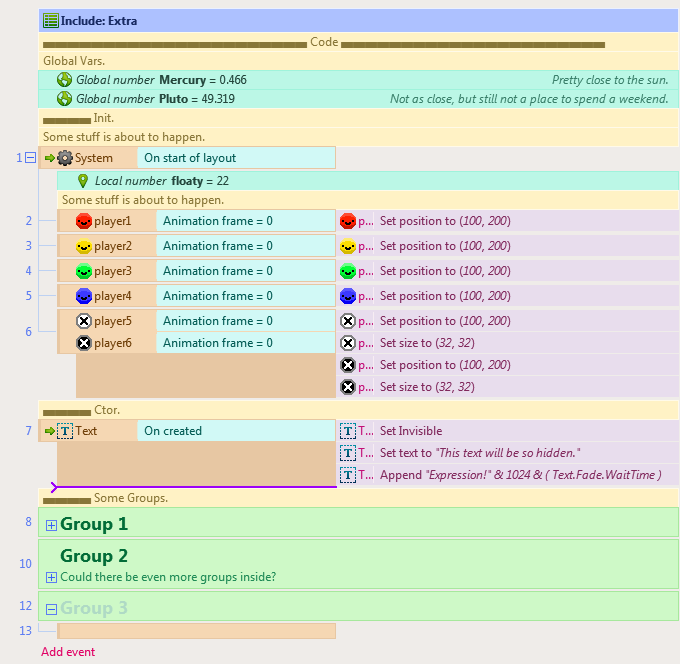 Include: Extra
Code
Global Vars.
Global number Mercury = 0.466 Pretty close to the sun.
Global number Pluto = 49.319 Not as close, but still not a place to spend a weekend.
Init.
Some stuff is about to happen.
1 System On start of layout
Local number floaty = 22
Some stuff is about to happen.
2 player1 Animation frame = 0 p... Set position to (100, 200)
3 player2 Animation frame = 0 p... Set position to (100, 200)
4 player3 Animation frame = 0 p... Set position to (100, 200)
5 player4 Animation frame = 0 p... Set position to (100, 200)
player5 Animation frame = 0 p... Set position to (100, 200)
6 player6 Animation frame = 0 p... Set size to (32, 32)
p... Set position to (100, 200)
p... Set size to (32, 32)
Ctor.
7 T Text On created T T... Set Invisible
T T... Set text to "This text will be so hidden."
T T... Append "Expression!" & 1024 & ( Text.Fade.WaitTime )
Some Groups.
8 Group 1
Group 2
10 Could there be even more groups inside?
12 Group 3
13
Add event